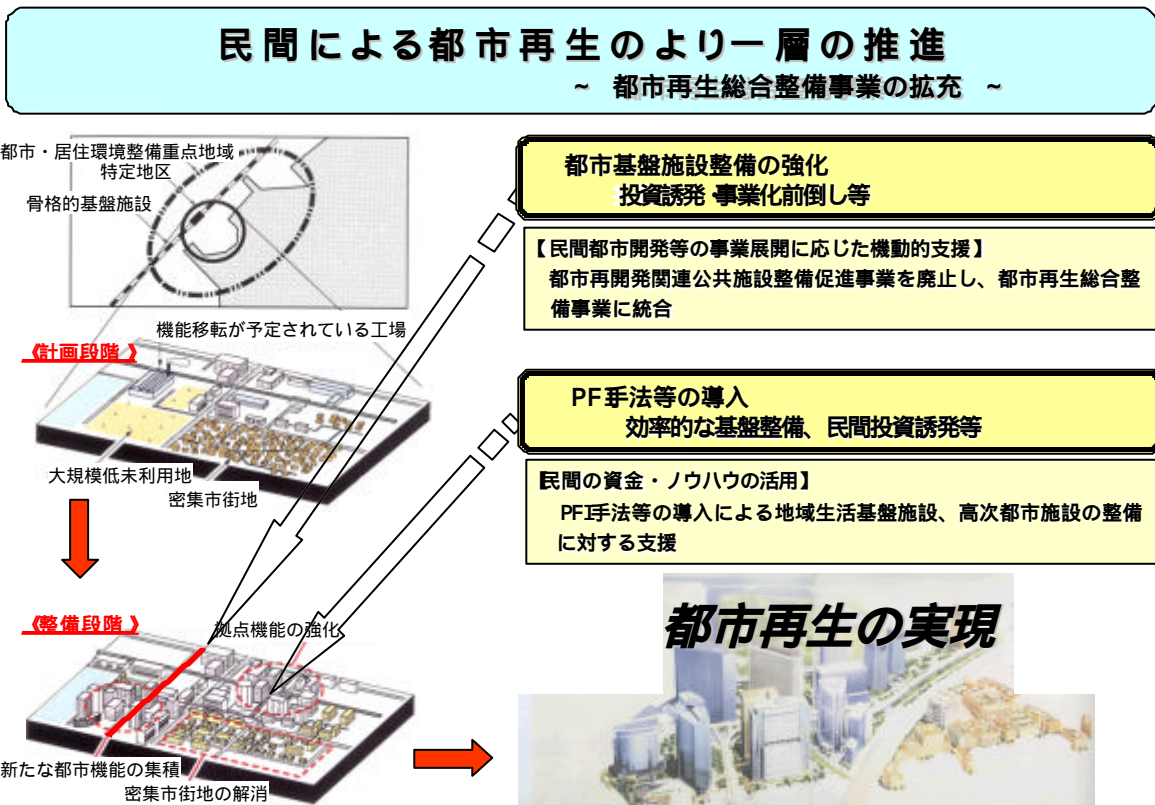 民間による都市再生のより一層の推進
~ 都市再生総合整備事業の拡充 ~
都市・居住環境整備重点地域
特定地区
骨格的基盤施設
機能移転が予定されている工場
《計画段階》
大規模低未利用地
密集市街地
《整備段階》
拠点機能の強化
新たな都市機能の集積
密集市街地の解消
都市基盤施設整備の強化
投資誘発・事業化前倒し等
【民間都市開発等の事業展開に応じた機動的支援】
都市再開発関連公共施設整備促進事業を廃止し、都市再生総合整
備事業に統合
PFI手法等の導入
効率的な基盤整備、民間投資誘発等
【民間の資金・ノウハウの活用】
PFI手法等の導入による地域生活基盤施設、高次都市施設の整備
に対する支援
都市再生の実現